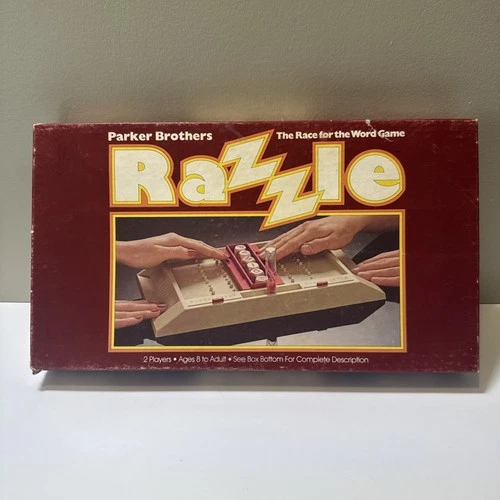 Parker Brothers
The Race for the Word Game
Razzle
2 Players • Ages 8 to Adult • See Box Bottom For Complete Description